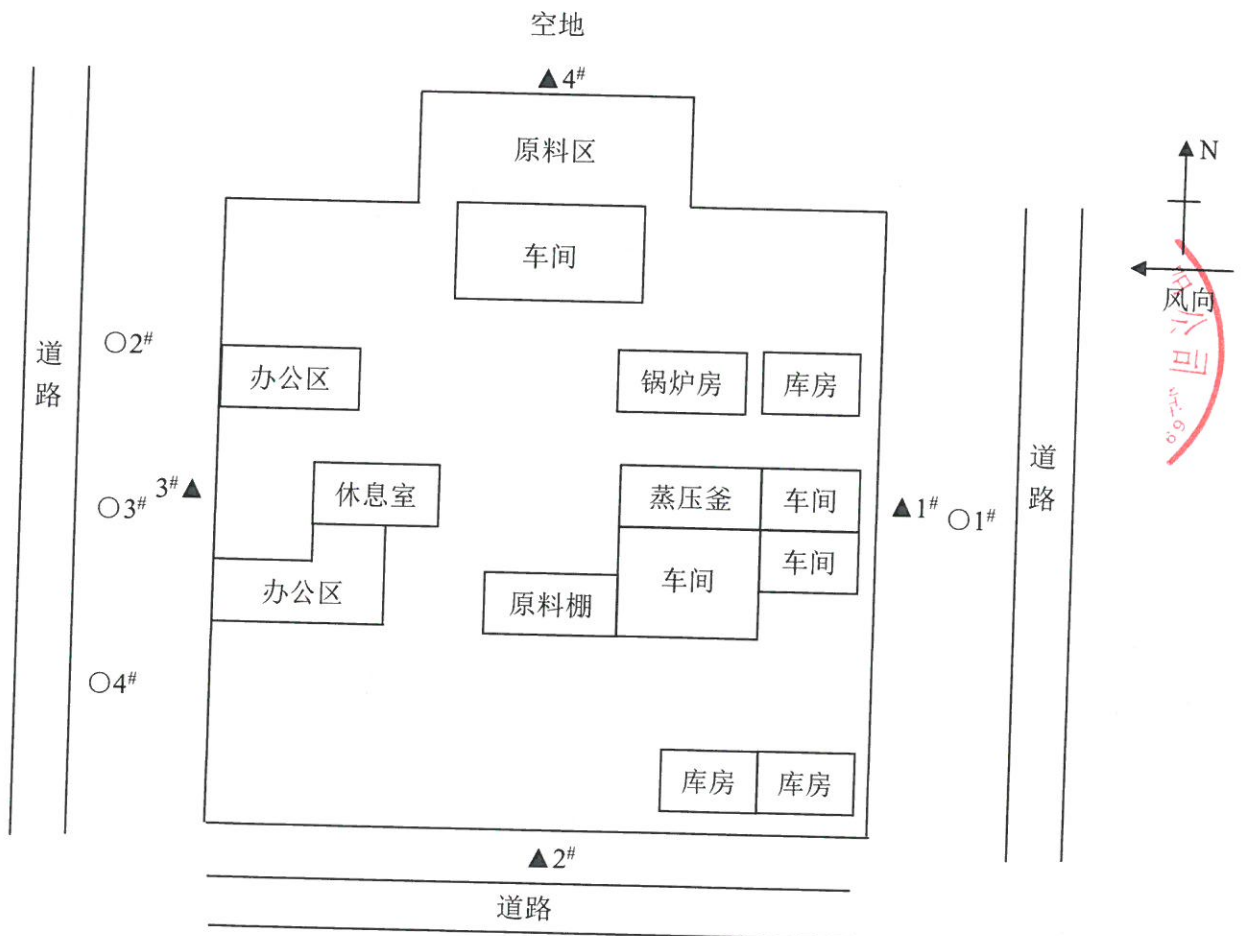 空地
▲4#
原料区
N
车间
风向
公司
道路
○2#
办公区
锅炉房
库房
道路
○3#
3#▲
休息室
蒸压釜
车间
▲1#
○1#
车间
办公区
原料棚
车间
○4#
库房
库房
▲2#
道路